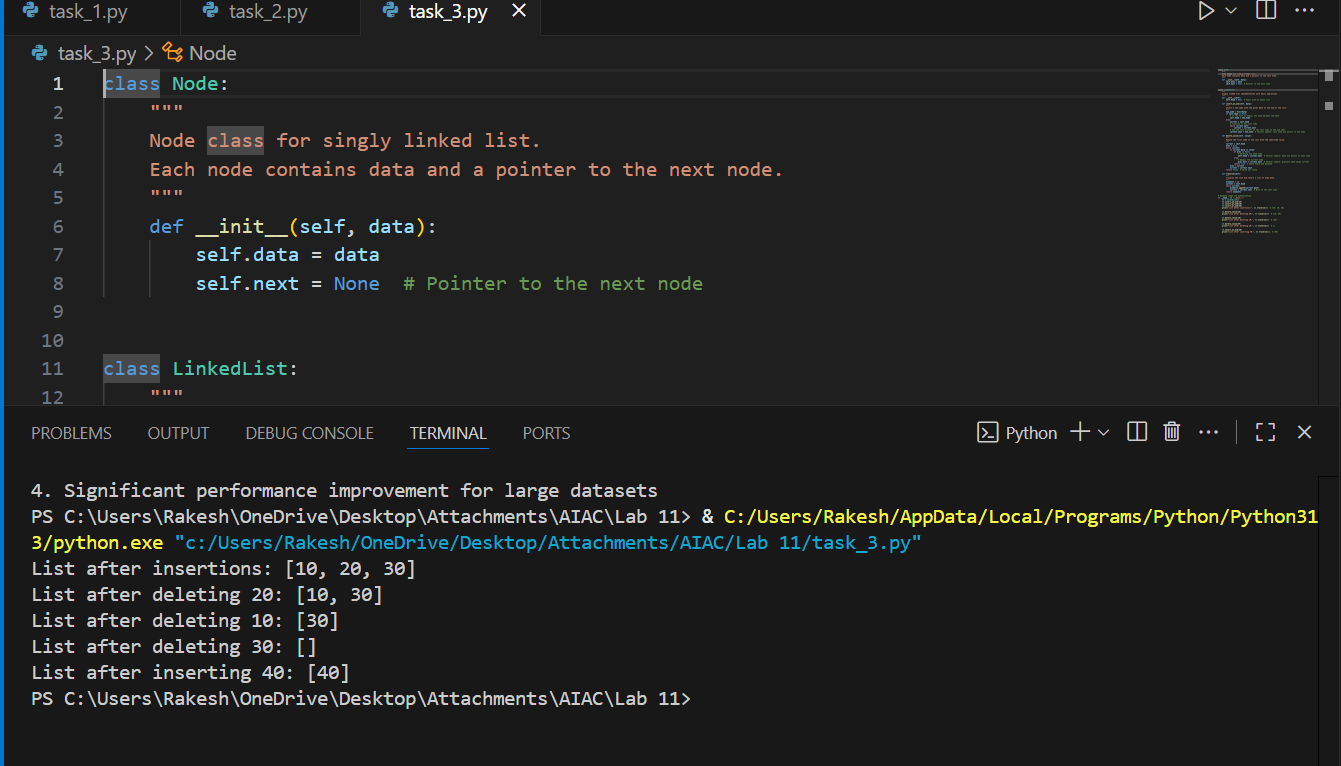 task_1.py task_2.py task_3.py
task_3.py > Node
1 class Node:
2 """
3 Node class for singly linked list.
4 Each node contains data and a pointer to the next node.
5 """
6 def __init__(self, data):
7 self.data = data
8 self.next = None # Pointer to the next node
9
10
11 class LinkedList:
12 """
PROBLEMS OUTPUT DEBUG CONSOLE TERMINAL PORTS Python
4. Significant performance improvement for large datasets
PS C:\Users\Rakesh\OneDrive\Desktop\Attachments\AIAC\Lab 11> & C:/Users/Rakesh/AppData/Local/Programs/Python/Python31
3/python.exe "c:/Users/Rakesh/OneDrive/Desktop/Attachments/AIAC/Lab 11/task_3.py"
List after insertions: [10, 20, 30]
List after deleting 20: [10, 30]
List after deleting 10: [30]
List after deleting 30: []
List after inserting 40: [40]
PS C:\Users\Rakesh\OneDrive\Desktop\Attachments\AIAC\Lab 11>